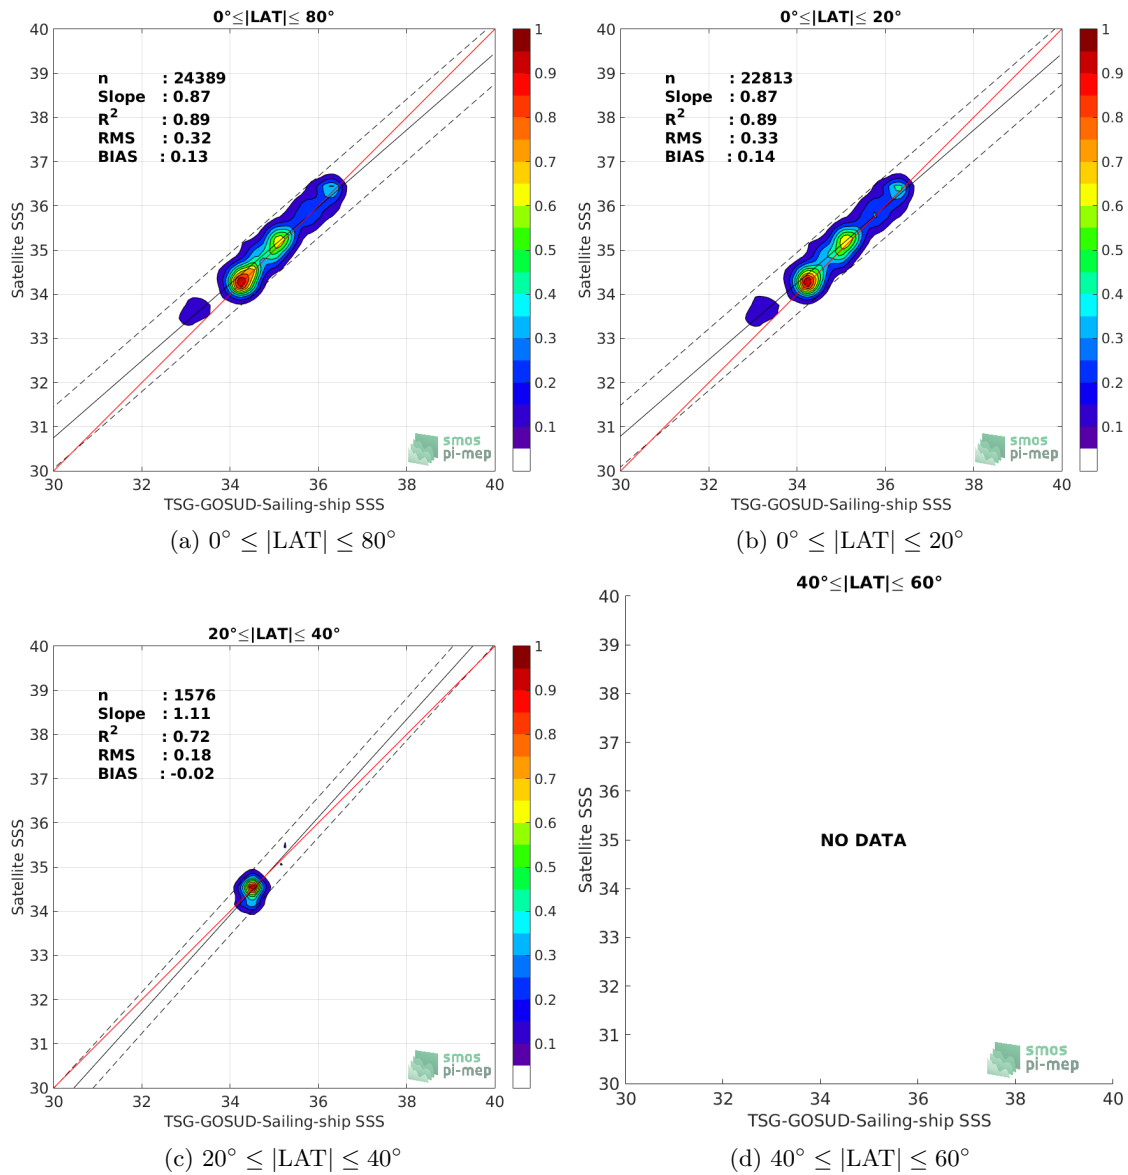 0°≤|LAT|≤ 80°
n : 24389
Slope : 0.87
R2 : 0.89
RMS : 0.32
BIAS : 0.13
40
39
38
37
36
35
34
33
32
31
30
Satellite SSS
30 32 34 36 38 40
TSG-GOSUD-Sailing-ship SSS
1
0.9
0.8
0.7
0.6
0.5
0.4
0.3
0.2
0.1
smos
pi-mep
(a) 0° ≤ |LAT| ≤ 80°
0°≤|LAT|≤ 20°
n : 22813
Slope : 0.87
R2 : 0.89
RMS : 0.33
BIAS : 0.14
40
39
38
37
36
35
34
33
32
31
30
Satellite SSS
30 32 34 36 38 40
TSG-GOSUD-Sailing-ship SSS
1
0.9
0.8
0.7
0.6
0.5
0.4
0.3
0.2
0.1
smos
pi-mep
(b) 0° ≤ |LAT| ≤ 20°
20°≤|LAT|≤ 40°
n : 1576
Slope : 1.11
R2 : 0.72
RMS : 0.18
BIAS : -0.02
40
39
38
37
36
35
34
33
32
31
30
Satellite SSS
30 32 34 36 38 40
TSG-GOSUD-Sailing-ship SSS
1
0.9
0.8
0.7
0.6
0.5
0.4
0.3
0.2
0.1
smos
pi-mep
(c) 20° ≤ |LAT| ≤ 40°
40°≤|LAT|≤ 60°
40
39
38
37
36
35
34
33
32
31
30
Satellite SSS
NO DATA
30 32 34 36 38 40
TSG-GOSUD-Sailing-ship SSS
smos
pi-mep
(d) 40° ≤ |LAT| ≤ 60°